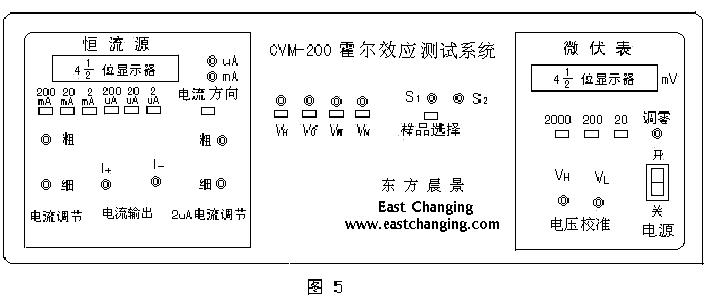 恒流源
4 1/2 位显示器
uA
mA
200 mA 20 mA 2 mA 200 uA 20 uA 2 uA
电流方向
粗 粗
I+ I-
细 细
电流调节 电流输出 2uA电流调节
CVM-200 霍尔效应测试系统
S1 Si2
VH Vσ VM VN
样品选择
东方晨景
East Changing
www.eastchanging.com
微伏表
4 1/2 位显示器 mV
2000 200 20 调零
开
VH VL
关
电压校准 电源
图 5